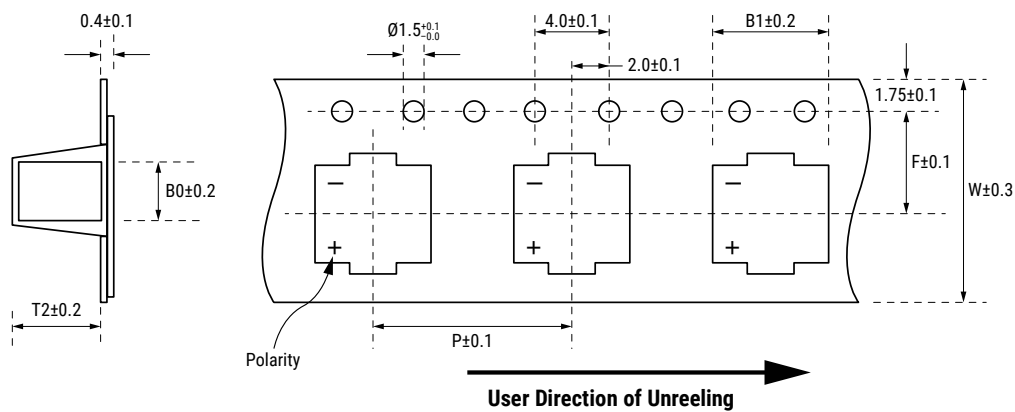 0.4±0.1
Ø1.5+0.1 -0.0
4.0±0.1
B1±0.2
2.0±0.1
1.75±0.1
F±0.1
W±0.3
B0±0.2
T2±0.2
− − −
+ + +
P±0.1
Polarity
User Direction of Unreeling